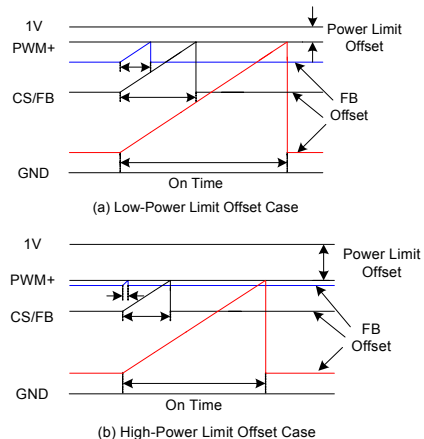 1V
Power Limit
Offset
PWM+
CS/FB
FB
Offset
GND
On Time
(a) Low-Power Limit Offset Case
1V
Power Limit
Offset
PWM+
CS/FB
FB
Offset
GND
On Time
(b) High-Power Limit Offset Case